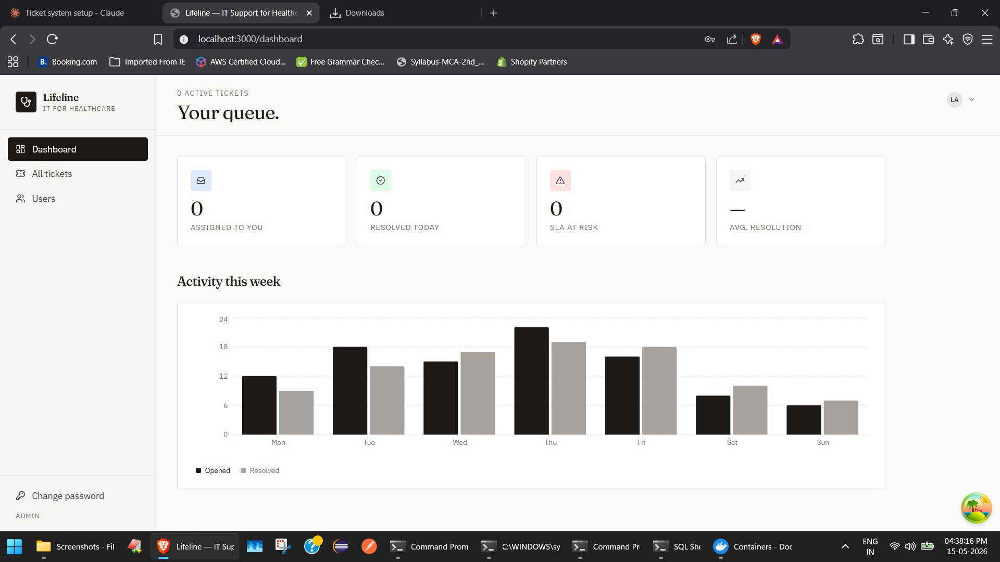 Ticket system setup - Claude
Lifeline — IT Support for Healthc
Downloads
localhost:3000/dashboard
Booking.com
Imported From IE
AWS Certified Cloud...
Free Grammar Chec...
Syllabus-MCA-2nd_...
Shopify Partners
Lifeline
IT FOR HEALTHCARE
Dashboard
All tickets
Users
Change password
ADMIN
0 ACTIVE TICKETS
Your queue.
LA
0
ASSIGNED TO YOU
0
RESOLVED TODAY
0
SLA AT RISK
—
AVG. RESOLUTION
Activity this week
24
18
12
6
0
Mon Tue Wed Thu Fri Sat Sun
Opened Resolved
Screenshots - Fil
Lifeline — IT Sup
Command Prom
C:\WINDOWS\sy
Command Pr
SQL She
Containers - Doc
ENG
IN
04:38:16 PM
15-05-2026